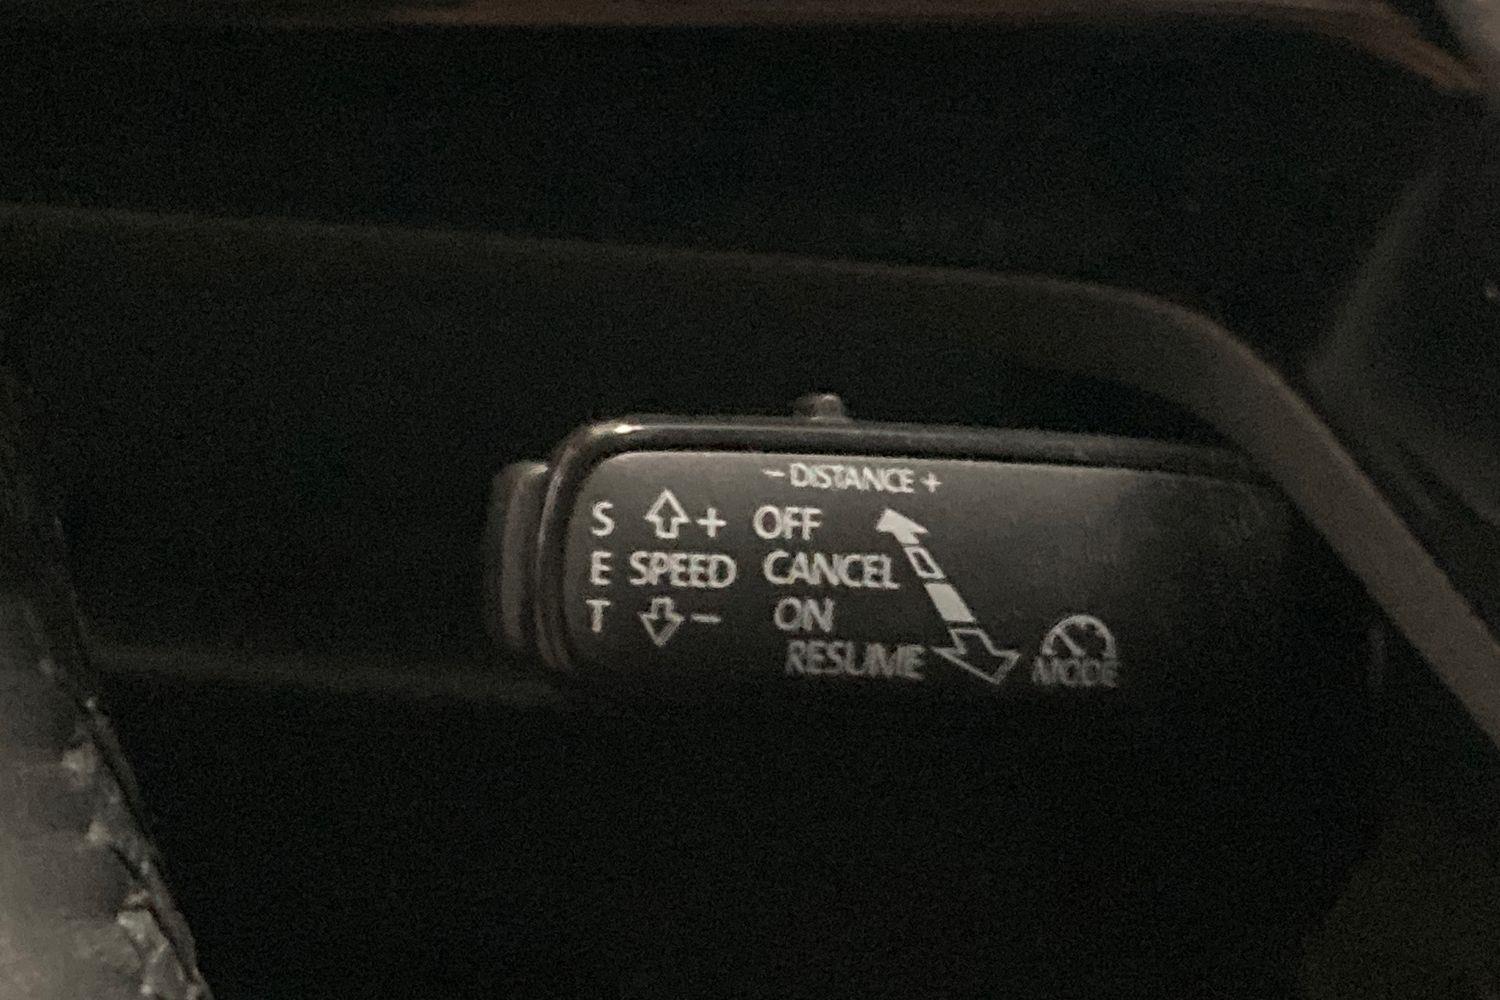 – DISTANCE +
S + OFF
E SPEED CANCEL
T – ON
RESUME
MODE